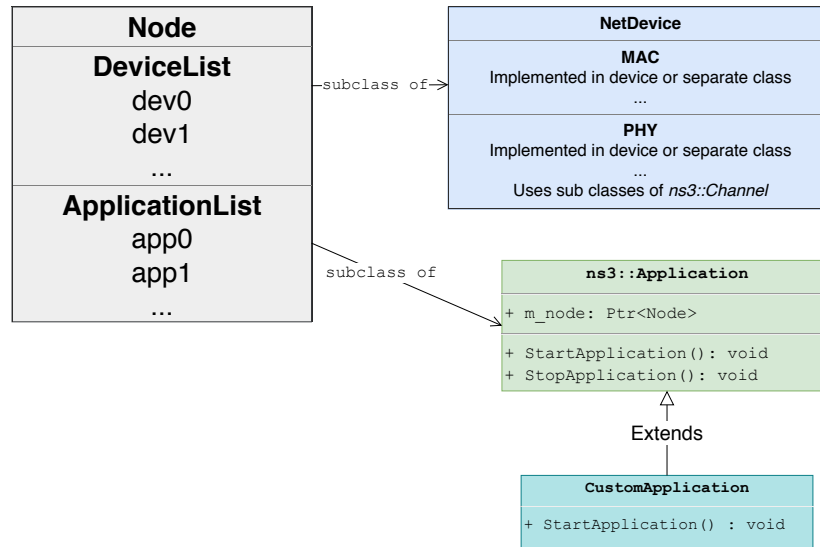 Node
DeviceList
dev0
dev1
...
ApplicationList
app0
app1
...
subclass of
subclass of
NetDevice
MAC
Implemented in device or separate class
...
PHY
Implemented in device or separate class
...
Uses sub classes of ns3::Channel
ns3::Application
+ m_node: Ptr<Node>
+ StartApplication(): void
+ StopApplication(): void
Extends
CustomApplication
+ StartApplication() : void